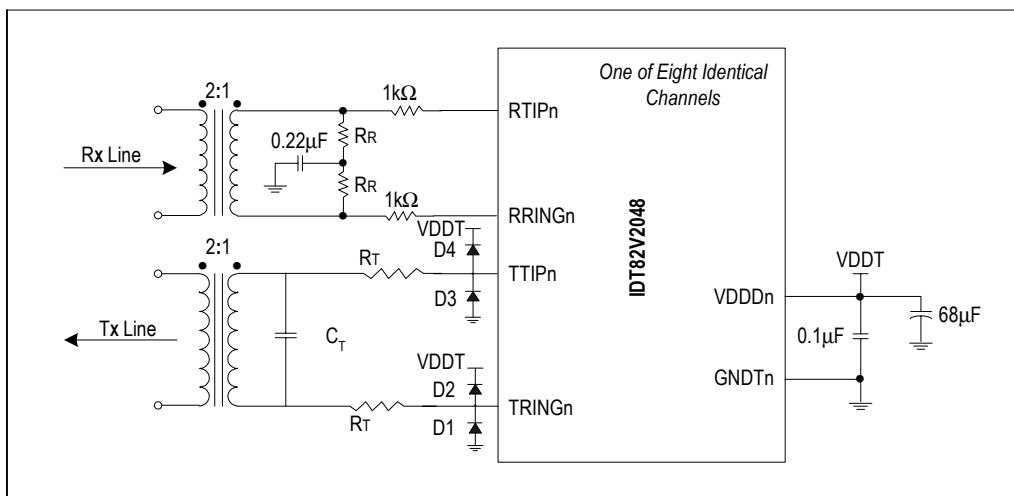 One of Eight Identical
Channels
2:1
1kΩ
RTIPn
0.22μF
RR
Rx Line
RR
1kΩ
RRINGn
VDDT
D4
2:1
RT
TTIPn
IDT82V2048
D3
VDDT
VDDDn
68μF
0.1μF
Tx Line
CT
VDDT
D2
GNDTn
TRINGn
RT
D1